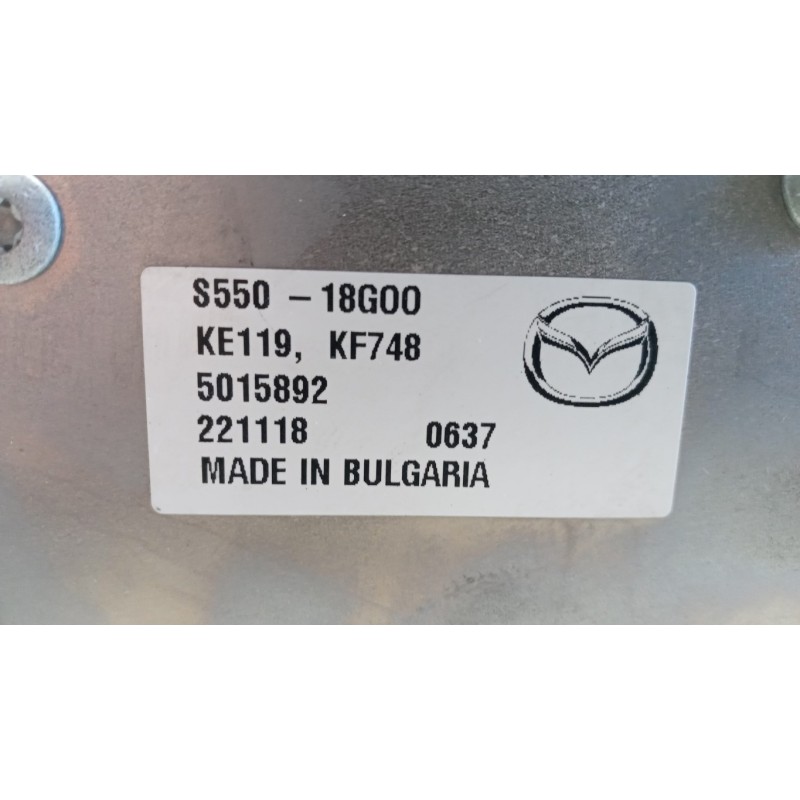 S550 - 18G00
KE119, KF748
5015892
221118 0637
MADE IN BULGARIA